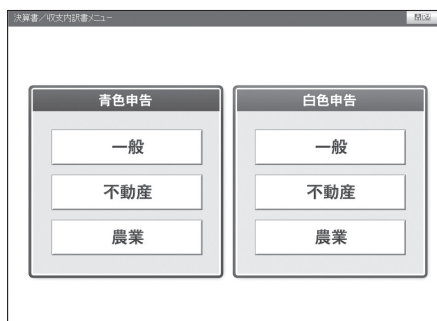 決算書/収支内訳書メニュー
閉じる
青色申告
一般
不動産
農業
白色申告
一般
不動産
農業